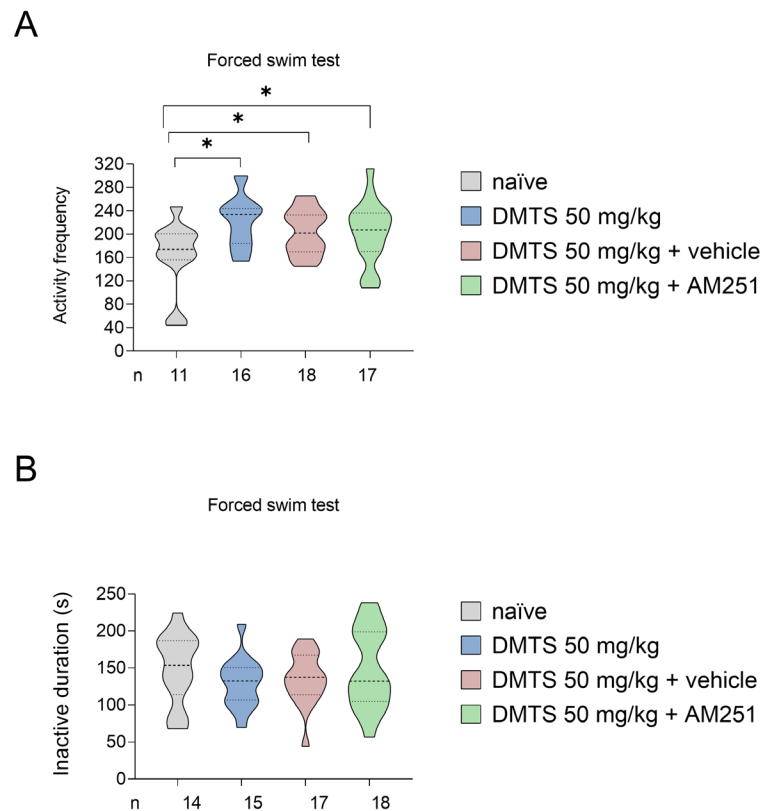 A
Forced swim test
*
*
*
Activity frequency
320
280
240
200
160
120
80
40
0
n 11 16 18 17
naïve
DMTS 50 mg/kg
DMTS 50 mg/kg + vehicle
DMTS 50 mg/kg + AM251
B
Forced swim test
Inactive duration (s)
250
200
150
100
50
0
n 14 15 17 18
naïve
DMTS 50 mg/kg
DMTS 50 mg/kg + vehicle
DMTS 50 mg/kg + AM251